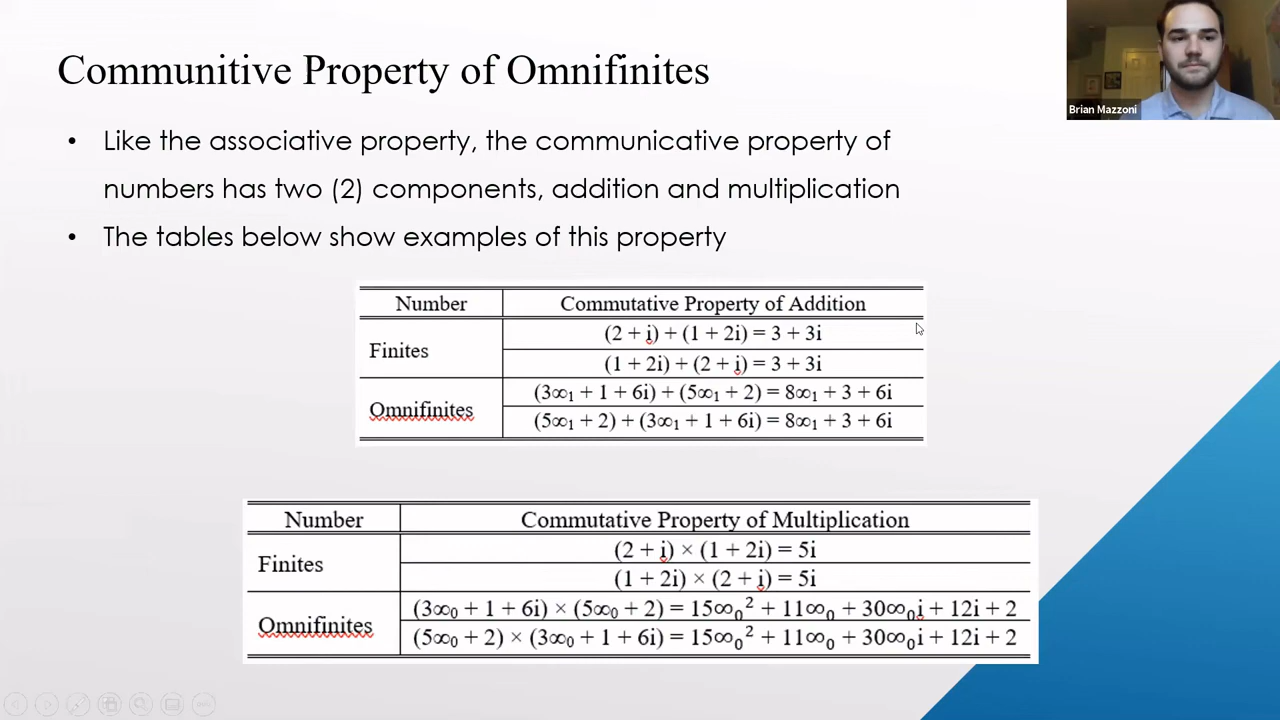 Communitive Property of Omnifinites
Brian Mazzoni
• Like the associative property, the communicative property of
numbers has two (2) components, addition and multiplication
• The tables below show examples of this property
Number Commutative Property of Addition
Finites
(2 + i) + (1 + 2i) = 3 + 3i
(1 + 2i) + (2 + i) = 3 + 3i
Omnifinites
(3∞₁ + 1 + 6i) + (5∞₁ + 2) = 8∞₁ + 3 + 6i
(5∞₁ + 2) + (3∞₁ + 1 + 6i) = 8∞₁ + 3 + 6i
Number Commutative Property of Multiplication
Finites
(2 + i) × (1 + 2i) = 5i
(1 + 2i) × (2 + i) = 5i
Omnifinites
(3∞₀ + 1 + 6i) × (5∞₀ + 2) = 15∞₀² + 11∞₀ + 30∞₀i + 12i + 2
(5∞₀ + 2) × (3∞₀ + 1 + 6i) = 15∞₀² + 11∞₀ + 30∞₀i + 12i + 2